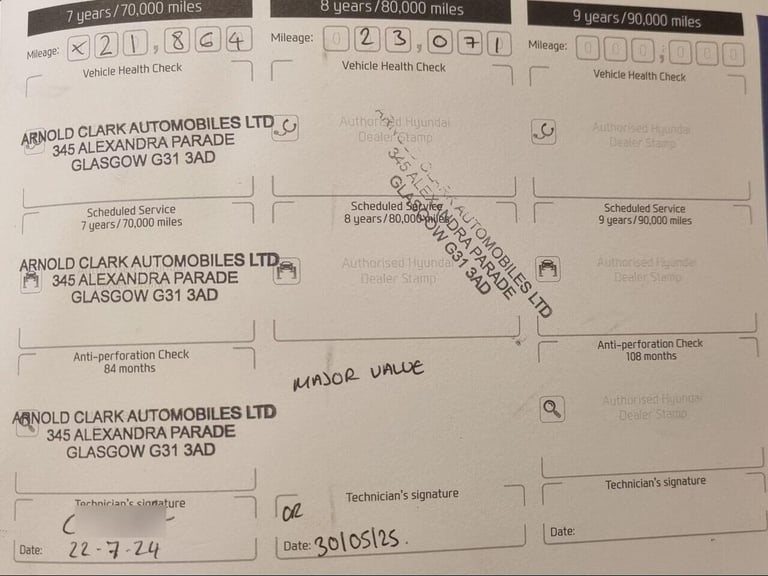 7 years/70,000 miles
Mileage: x 21,864
Vehicle Health Check
ARNOLD CLARK AUTOMOBILES LTD
345 ALEXANDRA PARADE
GLASGOW G31 3AD
Scheduled Service
7 years/70,000 miles
ARNOLD CLARK AUTOMOBILES LTD
345 ALEXANDRA PARADE
GLASGOW G31 3AD
Anti-perforation Check
84 months
ARNOLD CLARK AUTOMOBILES LTD
345 ALEXANDRA PARADE
GLASGOW G31 3AD
Technician's signature
C
Date: 22-7-24
8 years/80,000 miles
Mileage: 0 23,071
Vehicle Health Check
Authorised Hyundai
Dealer Stamp
Scheduled Service
8 years/80,000 miles
Authorised Hyundai
Dealer Stamp
CLARK AUTOMOBILES LTD
345 ALEXANDRA PARADE
GLASGOW G31 3AD
MAJOR VALUE
Technician's signature
OR
Date: 30/05/25.
9 years/90,000 miles
Mileage: 000,000
Vehicle Health Check
Authorised Hyundai
Dealer Stamp
Scheduled Service
9 years/90,000 miles
Authorised Hyundai
Dealer Stamp
Anti-perforation Check
108 months
Authorised Hyundai
Dealer Stamp
Technician's signature
Date: